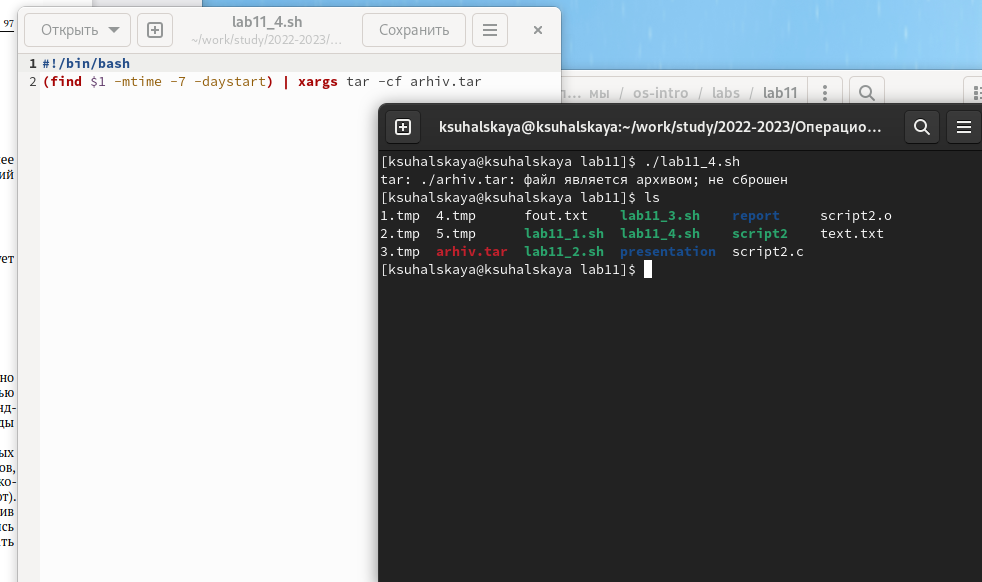 97
Открыть
lab11_4.sh
~/work/study/2022-2023/...
Сохранить
1 #!/bin/bash
2 (find $1 -mtime -7 -daystart) | xargs tar -cf arhiv.tar
п... мы / os-intro / labs / lab11
ksuhalskaya@ksuhalskaya:~/work/study/2022-2023/Операцио...
[ksuhalskaya@ksuhalskaya lab11]$ ./lab11_4.sh
tar: ./arhiv.tar: файл является архивом; не сброшен
[ksuhalskaya@ksuhalskaya lab11]$ ls
1.tmp 4.tmp fout.txt lab11_3.sh report script2.o
2.tmp 5.tmp lab11_1.sh lab11_4.sh script2 text.txt
3.tmp arhiv.tar lab11_2.sh presentation script2.c
[ksuhalskaya@ksuhalskaya lab11]$